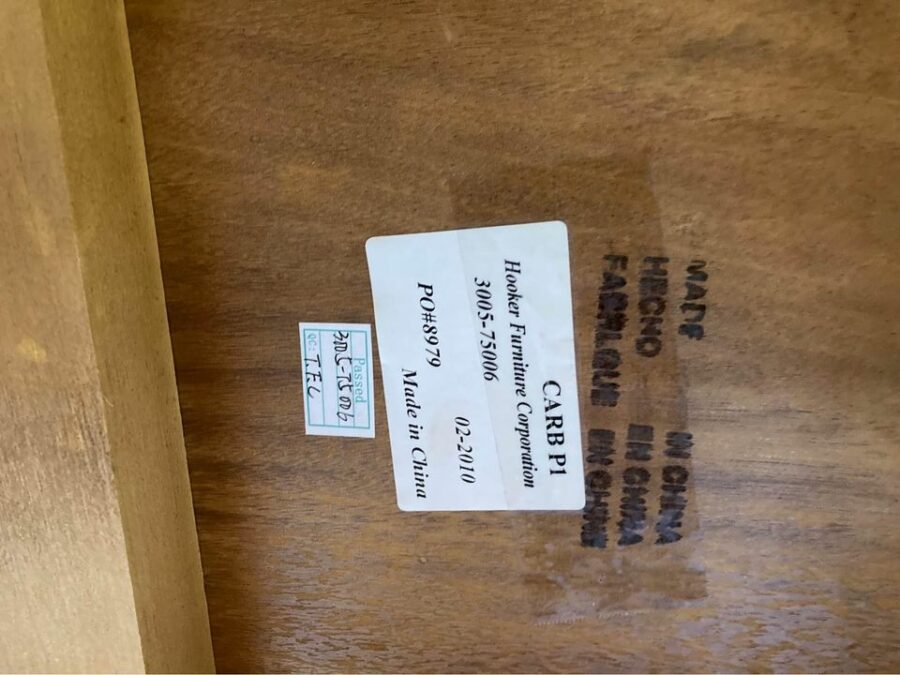 MADE IN CHINA
HECHO EN CHINA
FABRIQUE EN CHINE
CARB P1
Hooker Furniture Corporation
3005-75006 02-2010
PO#8979 Made in China
Passed
3005-75006
QC: T.F.C